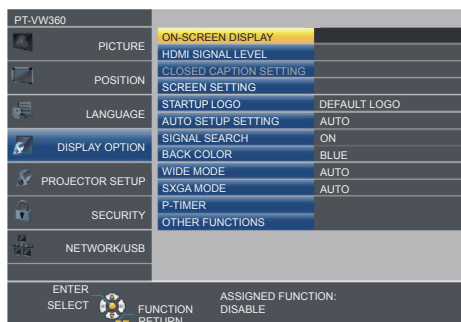 PT-VW360
PICTURE
POSITION
LANGUAGE
DISPLAY OPTION
PROJECTOR SETUP
SECURITY
NETWORK/USB
ON-SCREEN DISPLAY
HDMI SIGNAL LEVEL
CLOSED CAPTION SETTING
SCREEN SETTING
STARTUP LOGO DEFAULT LOGO
AUTO SETUP SETTING AUTO
SIGNAL SEARCH ON
BACK COLOR BLUE
WIDE MODE AUTO
SXGA MODE AUTO
P-TIMER
OTHER FUNCTIONS
ENTER
SELECT
FUNCTION
RETURN
ASSIGNED FUNCTION:
DISABLE